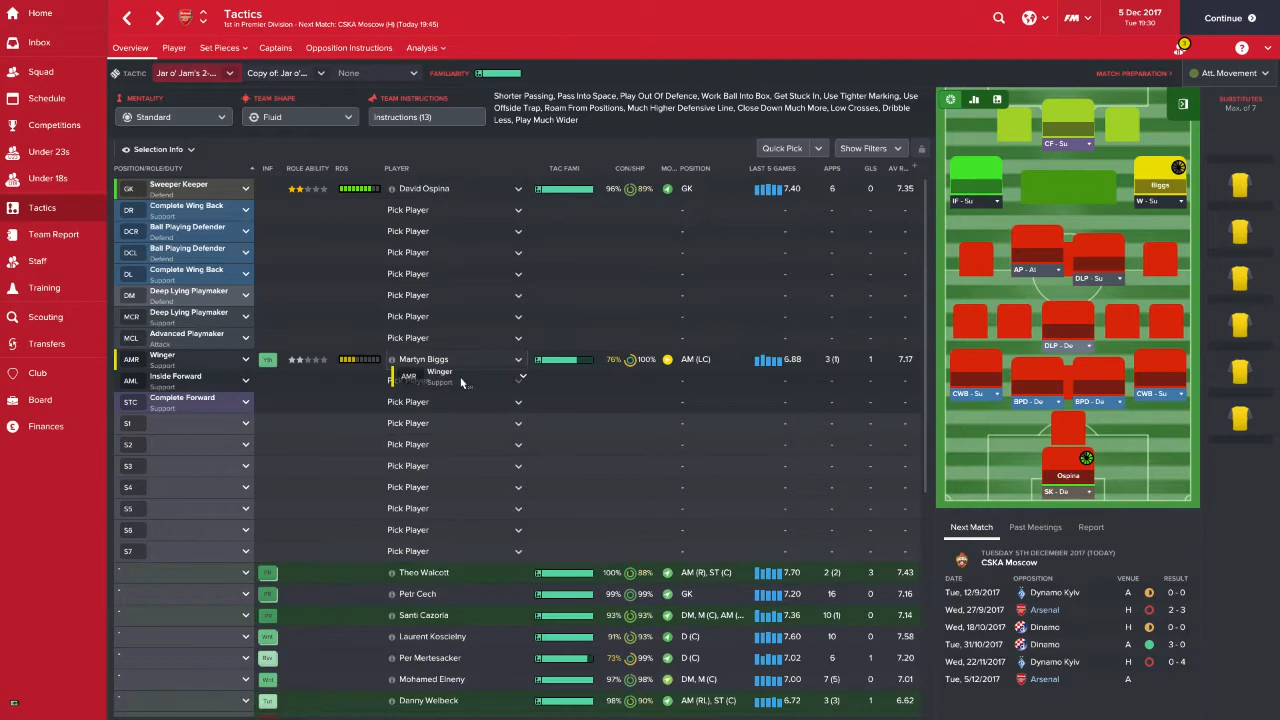 Home
Inbox
Squad
Schedule
Competitions
Under 23s
Under 18s
Tactics
Team Report
Staff
Training
Scouting
Transfers
Club
Board
Finances
Tactics
1st in Premier Division - Next Match: CSKA Moscow (H) (Today 19:45)
FM
5 Dec 2017
Tue 19:30
Continue
Overview Player Set Pieces Captains Opposition Instructions Analysis
3
?
TACTIC Jar o' Jam's 2-... Copy of: Jar o'... None FAMILIARITY
MATCH PREPARATION > Att. Movement
MENTALITY TEAM SHAPE TEAM INSTRUCTIONS
Standard Fluid Instructions (13)
Shorter Passing, Pass Into Space, Play Out Of Defence, Work Ball Into Box, Get Stuck In, Use Tighter Marking, Use
Offside Trap, Roam From Positions, Much Higher Defensive Line, Close Down Much More, Low Crosses, Dribble
Less, Play Much Wider
Selection Info Quick Pick Show Filters
POSITION/ROLE/DUTY INF ROLE ABILITY RDS PLAYER TAC FAMI CON/SHP MO... POSITION LAST 5 GAMES APPS GLS AV R...
GK Sweeper Keeper Defend David Ospina 96% 89% GK 7.40 6 0 7.35
DR Complete Wing Back Support Pick Player - - - - -
DCR Ball Playing Defender Defend Pick Player - - - - -
DCL Ball Playing Defender Defend Pick Player - - - - -
DL Complete Wing Back Support Pick Player - - - - -
DM Deep Lying Playmaker Defend Pick Player - - - - -
MCR Deep Lying Playmaker Support Pick Player - - - - -
MCL Advanced Playmaker Attack Pick Player - - - - -
AMR Winger Support Yth Martyn Biggs 76% 100% AM (LC) 6.88 3 (1) 1 7.17
AML Inside Forward Support Pick Player - - - - -
AMR Winger Support
STC Complete Forward Support Pick Player - - - - -
S1 Pick Player - - - - -
S2 Pick Player - - - - -
S3 Pick Player - - - - -
S4 Pick Player - - - - -
S5 Pick Player - - - - -
S6 Pick Player - - - - -
S7 Pick Player - - - - -
- PR Theo Walcott 100% 88% AM (R), ST (C) 7.70 2 (2) 3 7.43
- PR Petr Cech 99% 99% GK 7.20 16 0 7.16
- PR Santi Cazorla 93% 93% DM, M (C), AM (... 7.36 10 (1) 0 7.14
- Wnt Laurent Koscielny 91% 93% D (C) 7.60 10 0 7.58
- Rsv Per Mertesacker 73% 99% D (C) 7.02 6 1 7.20
- Wnt Mohamed Elneny 97% 98% DM, M (C) 7.00 7 (5) 0 7.01
- Tut Danny Welbeck 98% 90% AM (RL), ST (C) 6.72 3 (3) 1 6.62
CF - Su
Biggs
IF - Su W - Su
AP - At
DLP - Su
DLP - De
CWB - Su BPD - De BPD - De CWB - Su
Ospina
SK - De
SUBSTITUTES
Max. of 7
Next Match Past Meetings Report
TUESDAY 5TH DECEMBER 2017 (TODAY)
CSKA Moscow
DATE OPPOSITION VENUE RESULT
Tue, 12/9/2017 Dynamo Kyiv A 0 - 0
Wed, 27/9/2017 Arsenal H 2 - 3
Wed, 18/10/2017 Dinamo H 0 - 0
Tue, 31/10/2017 Dinamo A 3 - 0
Wed, 22/11/2017 Dynamo Kyiv H 0 - 4
Tue, 5/12/2017 Arsenal A